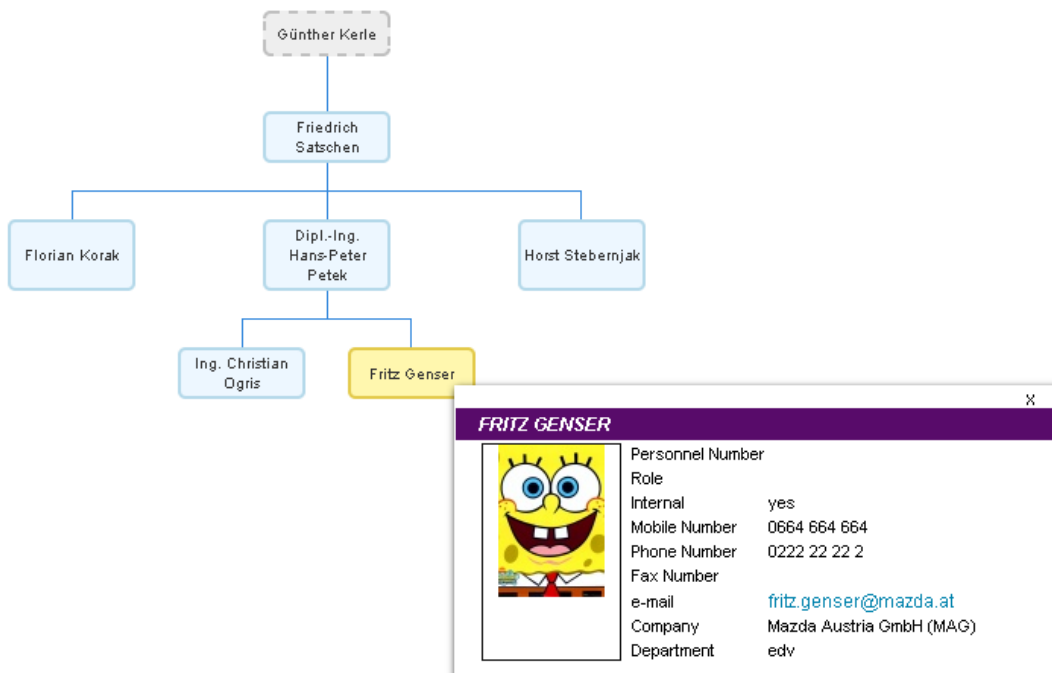 Günther Kerle
Friedrich
Satschen
Florian Korak
Dipl.-Ing.
Hans-Peter
Petek
Horst Stebernjak
Ing. Christian
Ogris
Fritz Genser
X
FRITZ GENSER
Personnel Number
Role
Internal yes
Mobile Number 0664 664 664
Phone Number 0222 22 22 2
Fax Number
e-mail fritz.genser@mazda.at
Company Mazda Austria GmbH (MAG)
Department edv